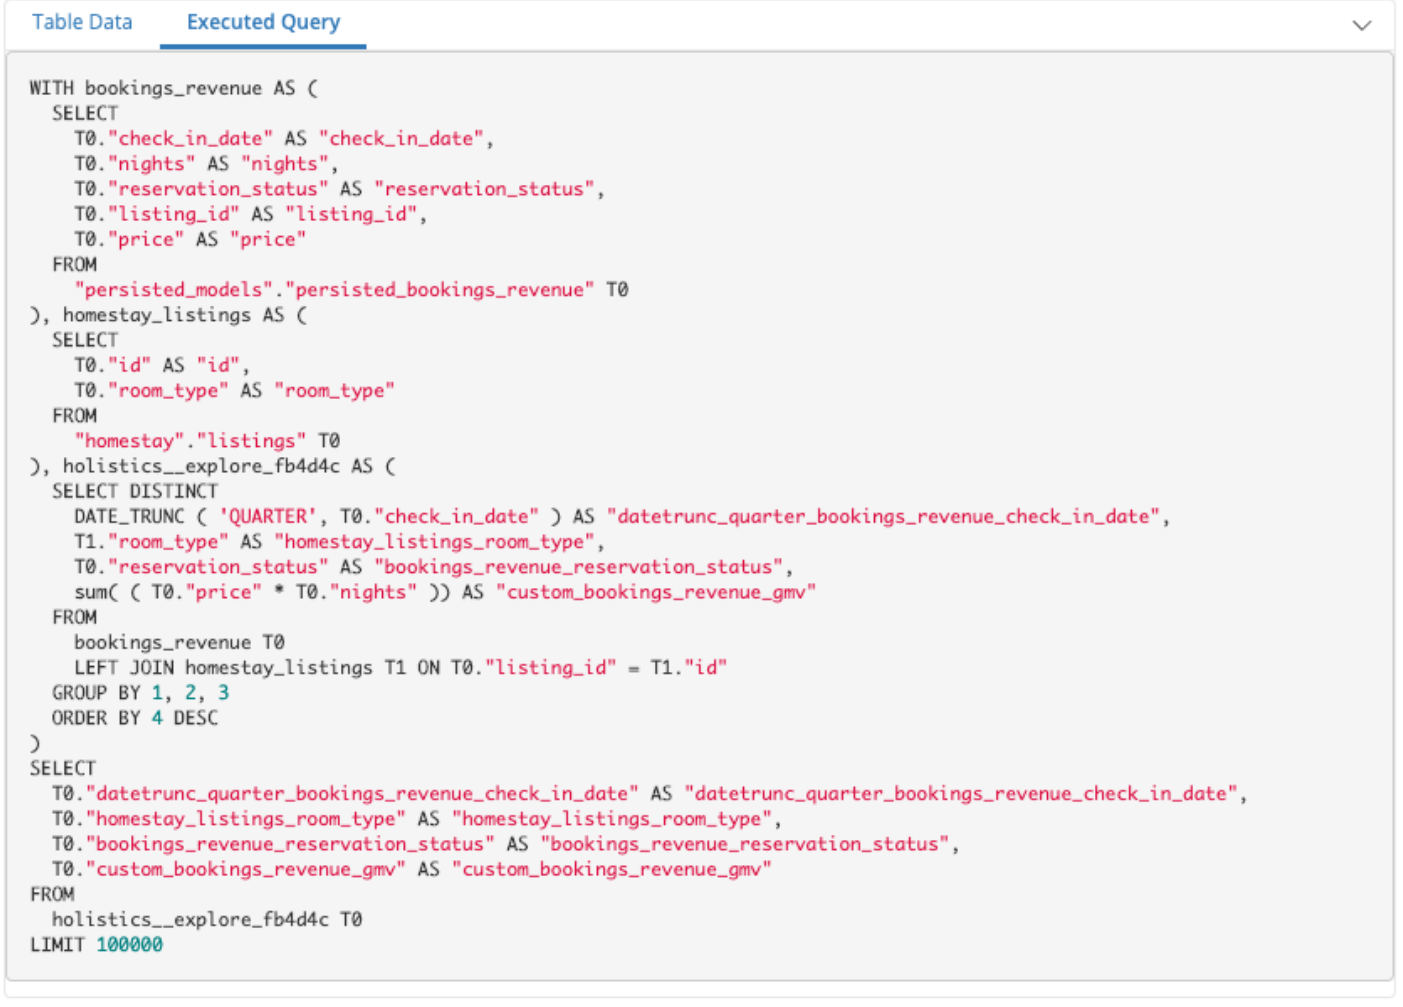 Table Data
Executed Query
WITH bookings_revenue AS (
SELECT
T0."check_in_date" AS "check_in_date",
T0."nights" AS "nights",
T0."reservation_status" AS "reservation_status",
T0."listing_id" AS "listing_id",
T0."price" AS "price"
FROM
"persisted_models"."persisted_bookings_revenue" T0
), homestay_listings AS (
SELECT
T0."id" AS "id",
T0."room_type" AS "room_type"
FROM
"homestay"."listings" T0
), holistics__explore_fb4d4c AS (
SELECT DISTINCT
DATE_TRUNC ( 'QUARTER', T0."check_in_date" ) AS "datetrunc_quarter_bookings_revenue_check_in_date",
T1."room_type" AS "homestay_listings_room_type",
T0."reservation_status" AS "bookings_revenue_reservation_status",
sum( ( T0."price" * T0."nights" )) AS "custom_bookings_revenue_gmv"
FROM
bookings_revenue T0
LEFT JOIN homestay_listings T1 ON T0."listing_id" = T1."id"
GROUP BY 1, 2, 3
ORDER BY 4 DESC
)
SELECT
T0."datetrunc_quarter_bookings_revenue_check_in_date" AS "datetrunc_quarter_bookings_revenue_check_in_date",
T0."homestay_listings_room_type" AS "homestay_listings_room_type",
T0."bookings_revenue_reservation_status" AS "bookings_revenue_reservation_status",
T0."custom_bookings_revenue_gmv" AS "custom_bookings_revenue_gmv"
FROM
holistics__explore_fb4d4c T0
LIMIT 100000